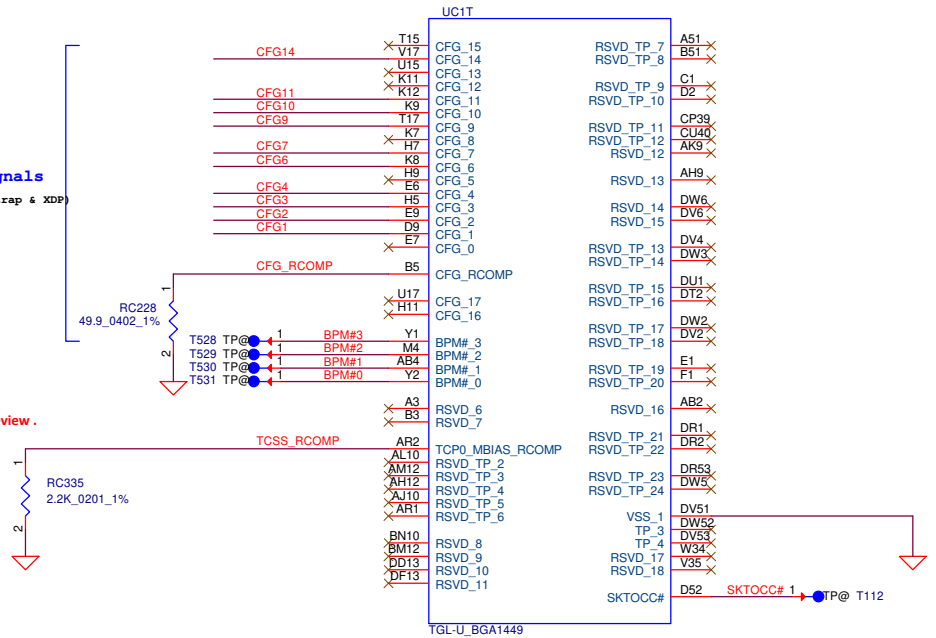 UC1T
T15 CFG_15 RSVD_TP_7 A51
CFG14 V17 CFG_14 RSVD_TP_8 B51
U15 CFG_13
K11 CFG_12 RSVD_TP_9 C1
CFG11 K12 CFG_11 RSVD_TP_10 D2
CFG10 K9 CFG_10
CFG9 T17 CFG_9 RSVD_TP_11 CP39
K7 CFG_8 RSVD_TP_12 CU40
CFG7 H7 CFG_7 RSVD_12 AK9
CFG6 K8 CFG_6
gnals
H9 CFG_5 RSVD_13 AH9
CFG4 E6 CFG_4
rap & XDP)
CFG3 H5 CFG_3 RSVD_14 DW6
CFG2 E9 CFG_2 RSVD_15 DV6
CFG1 D9 CFG_1
E7 CFG_0 RSVD_TP_13 DV4
RSVD_TP_14 DW3
CFG_RCOMP B5 CFG_RCOMP
RSVD_TP_15 DU1
1 U17 CFG_17 RSVD_TP_16 DT2
RC228 H11 CFG_16
49.9_0402_1% RSVD_TP_17 DW2
T528 TP@ 1 BPM#3 Y1 BPM#_3 RSVD_TP_18 DV2
2 T529 TP@ 1 BPM#2 M4 BPM#_2
T530 TP@ 1 BPM#1 AB4 BPM#_1 RSVD_TP_19 E1
T531 TP@ 1 BPM#0 Y2 BPM#_0 RSVD_TP_20 F1
A3 RSVD_6 RSVD_16 AB2
eview .
B3 RSVD_7
RSVD_TP_21 DR1
TCSS_RCOMP AR2 TCP0_MBIAS_RCOMP RSVD_TP_22 DR2
1 AL10 RSVD_TP_2
AM12 RSVD_TP_3 RSVD_TP_23 DR53
RC335 AH12 RSVD_TP_4 RSVD_TP_24 DW5
2.2K_0201_1% AJ10 RSVD_TP_5
AR1 RSVD_TP_6 VSS_1 DV51
2 TP_3 DW52
BN10 RSVD_8 TP_4 DV53
BM12 RSVD_9 RSVD_17 W34
DD13 RSVD_10 RSVD_18 V35
DF13 RSVD_11
SKTOCC# D52 SKTOCC# 1 TP@ T112
TGL-U_BGA1449